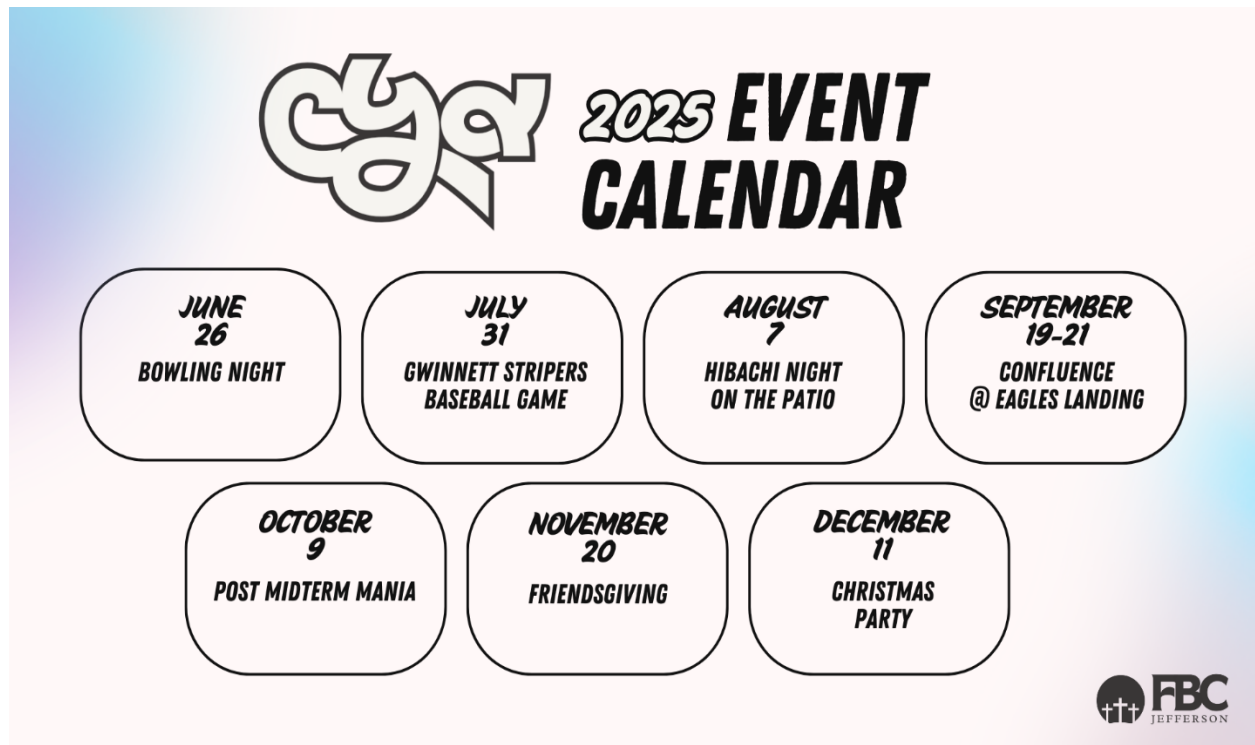 cya 2025 EVENT
CALENDAR
JUNE
26
BOWLING NIGHT
JULY
31
GWINNETT STRIPERS
BASEBALL GAME
AUGUST
7
HIBACHI NIGHT
ON THE PATIO
SEPTEMBER
19-21
CONFLUENCE
@ EAGLES LANDING
OCTOBER
9
POST MIDTERM MANIA
NOVEMBER
20
FRIENDSGIVING
DECEMBER
11
CHRISTMAS
PARTY
FBC
JEFFERSON